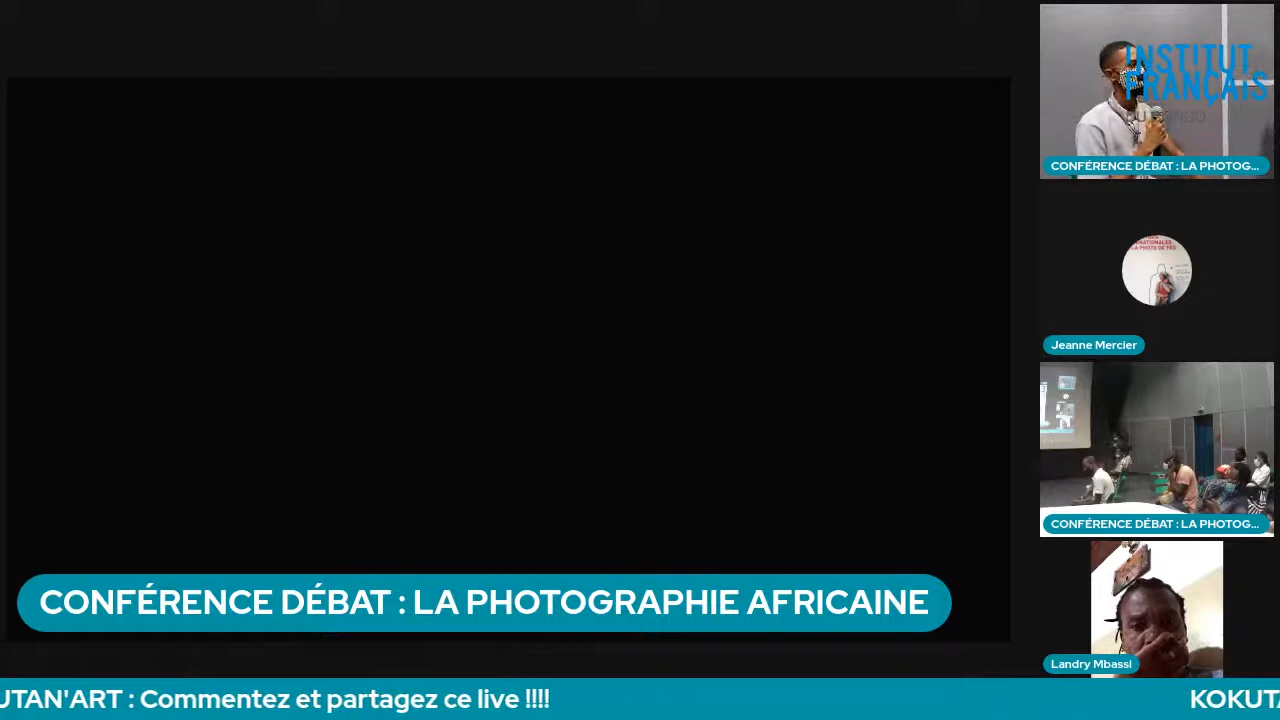 INSTITUT
FRANÇAIS
CONFÉRENCE DÉBAT : LA PHOTOG...
Jeanne Mercier
CONFÉRENCE DÉBAT : LA PHOTOG...
CONFÉRENCE DÉBAT : LA PHOTOGRAPHIE AFRICAINE
Landry Mbassi
UTAN'ART : Commentez et partagez ce live !!!!
KOKUTA